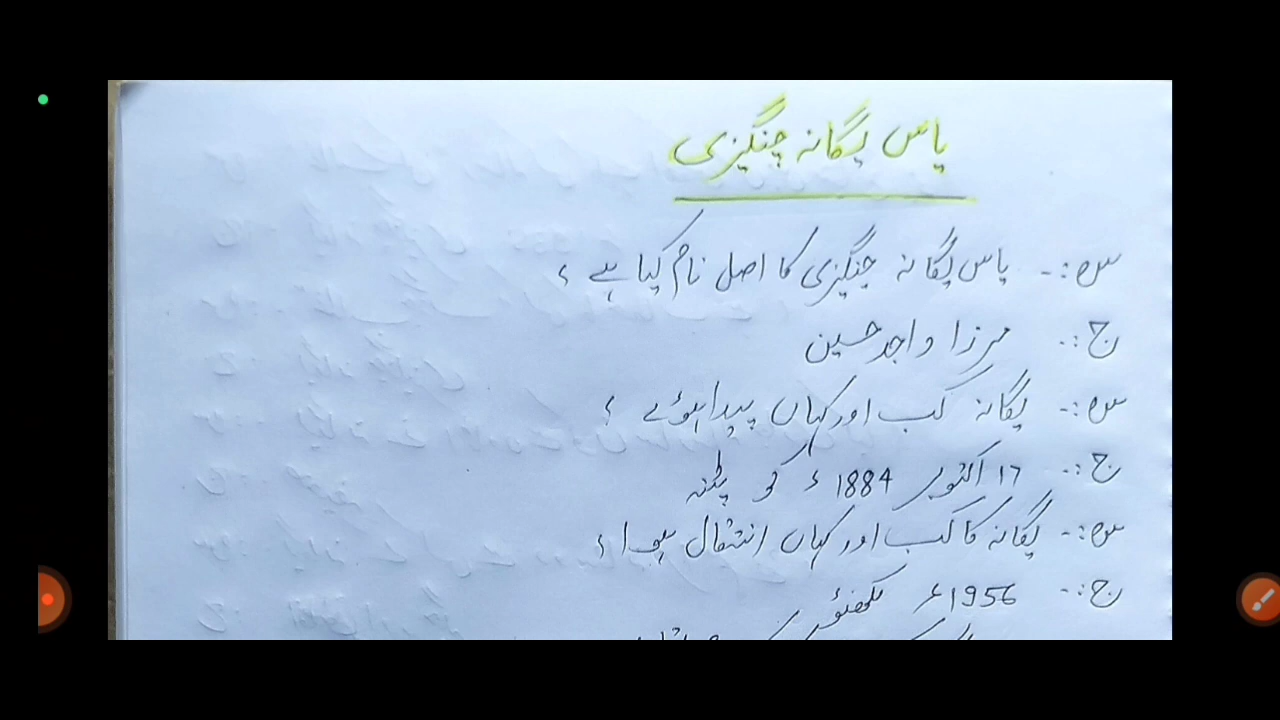 یاس یگانہ چنگیزی
س:۔ یاس یگانہ چنگیزی کا اصل نام کیا ہے ؟
ج:۔ مرزا واجد حسین
س:۔ یگانہ کب اور کہاں پیدا ہوئے ؟
ج:۔ 17 اکتوبر 1884ء کو پٹنہ
س:۔ یگانہ کا کب اور کہاں انتقال ہوا ؟
ج:۔ 1956ء لکھنؤ